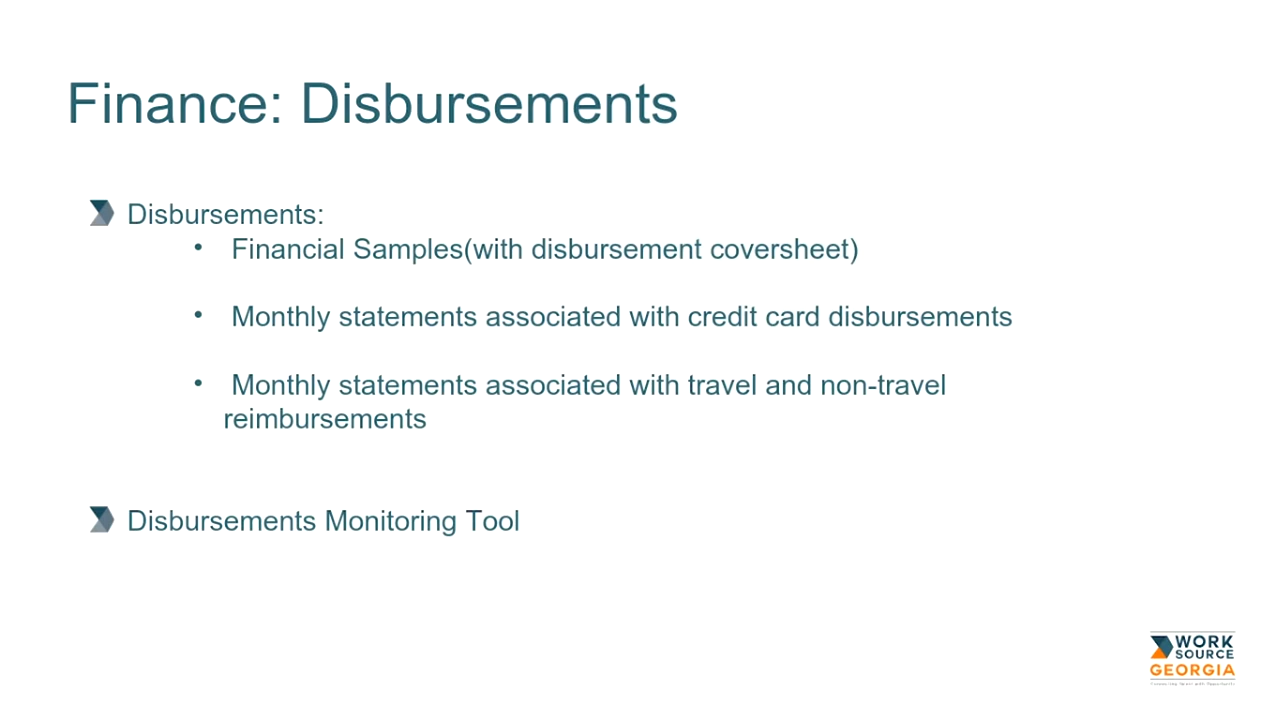 Finance: Disbursements
Disbursements:
• Financial Samples(with disbursement coversheet)
• Monthly statements associated with credit card disbursements
• Monthly statements associated with travel and non-travel
reimbursements
Disbursements Monitoring Tool
WORK
SOURCE
GEORGIA